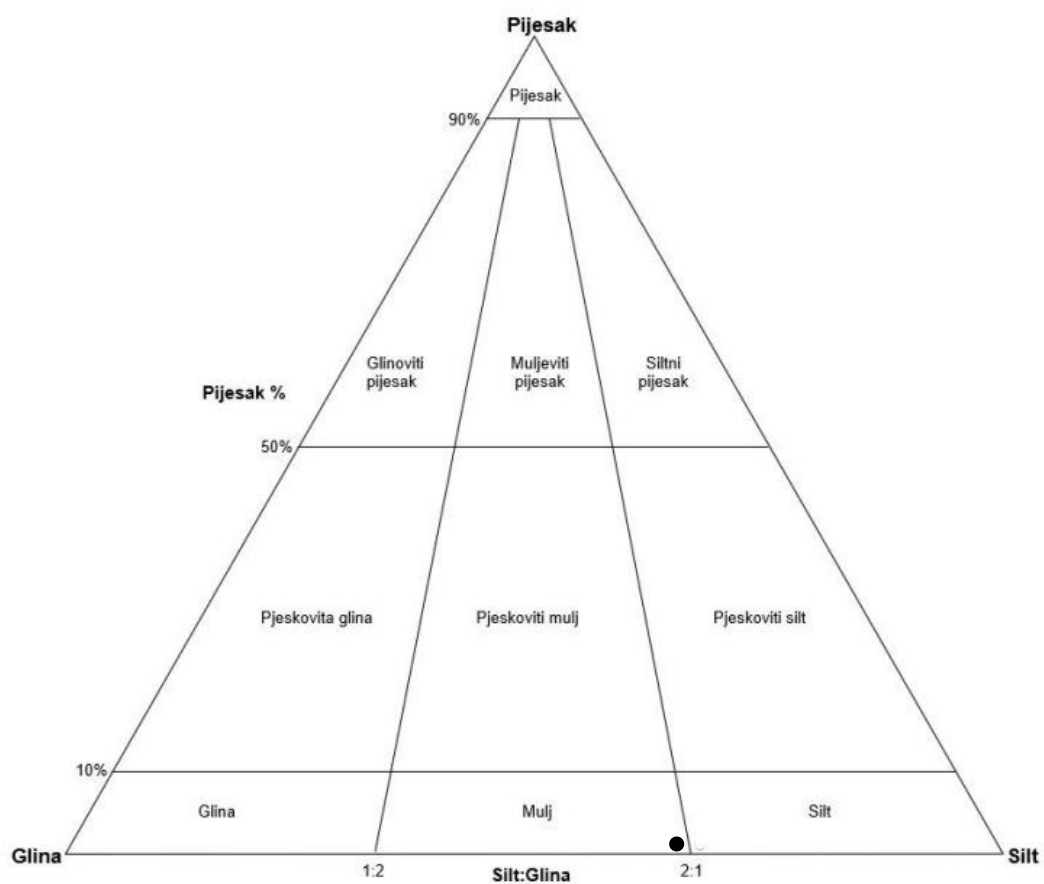 Pijesak
Pijesak
90%
Glinoviti
pijesak
Muljeviti
pijesak
Siltni
pijesak
Pijesak %
50%
Pjeskovita glina
Pjeskoviti mulj
Pjeskoviti silt
10%
Glina
Mulj
Silt
Glina
Silt
1:2
Silt:Glina
2:1